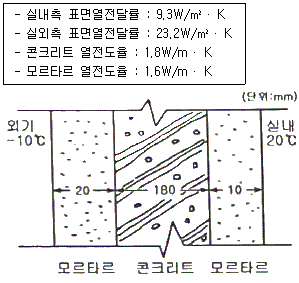 - 실내측 표면열전달률 : 9.3W/㎡· K
- 실외측 표면열전달률 : 23.2W/㎡· K
- 콘크리트 열전도율 : 1.8W/m · K
- 모르타르 열전도율 : 1.6W/m · K
(단위:mm)
외기 실내
-10℃ 20℃
20 180 10
모르타르 콘크리트 모르타르